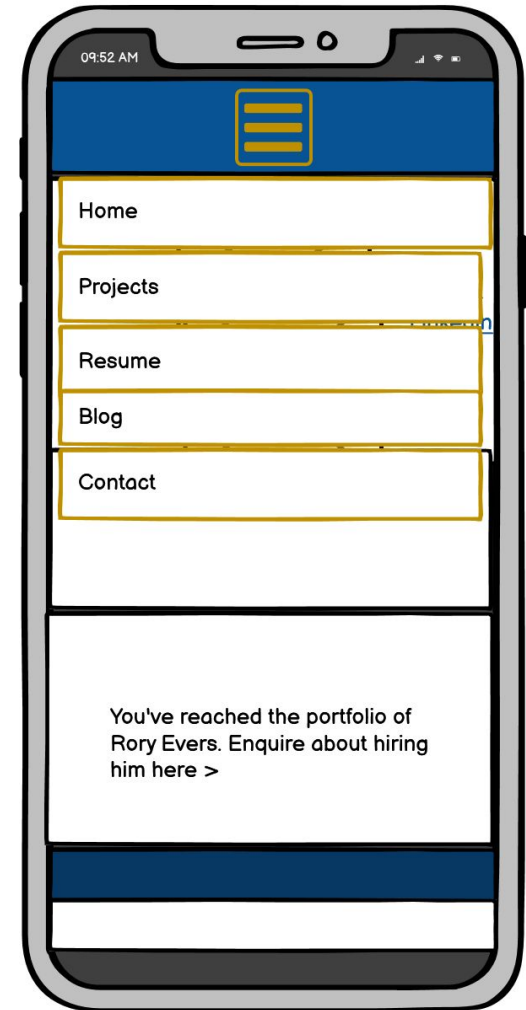 09:52 AM
Home
Projects
Resume
Blog
Contact
You've reached the portfolio of
Rory Evers. Enquire about hiring
him here >